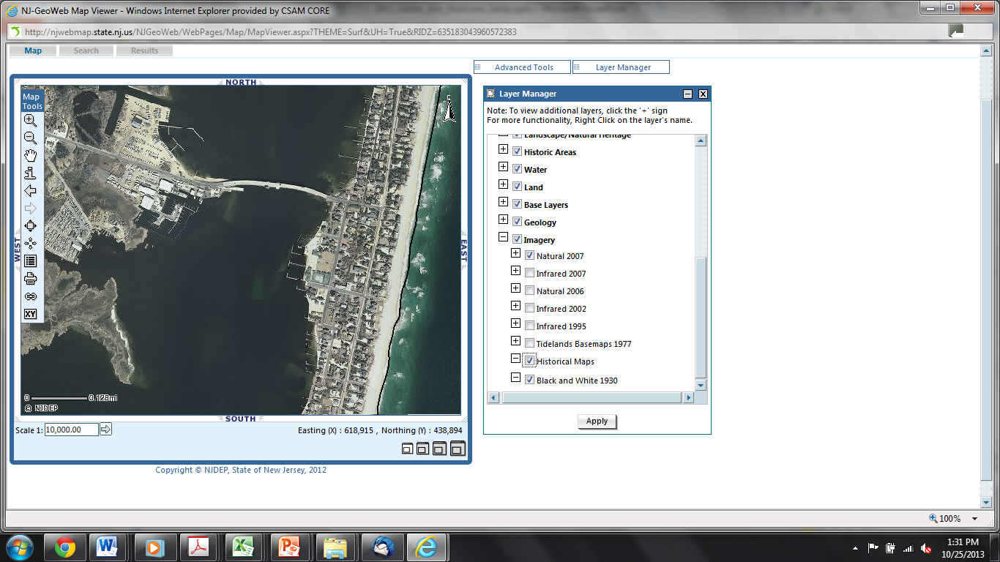 NJ-GeoWeb Map Viewer - Windows Internet Explorer provided by CSAM CORE
http://njwebmap.state.nj.us/NJGeoWeb/WebPages/Map/MapViewer.aspx?THEME=Surf&UH=True&RIDZ=635183043960572383
Map Search Results
Advanced Tools Layer Manager
NORTH
Map
Tools
WEST
EAST
XY
0 0.128mi
© NJDEP
SOUTH
Scale 1: 10,000.00
Easting (X) : 618,915 , Northing (Y) : 438,894
Copyright © NJDEP, State of New Jersey, 2012
Layer Manager
Note: To view additional layers, click the '+' sign
For more functionality, Right Click on the layer's name.
Landscape/Natural Heritage
Historic Areas
Water
Land
Base Layers
Geology
Imagery
Natural 2007
Infrared 2007
Natural 2006
Infrared 2002
Infrared 1995
Tidelands Basemaps 1977
Historical Maps
Black and White 1930
Apply
100%
1:31 PM
10/25/2013